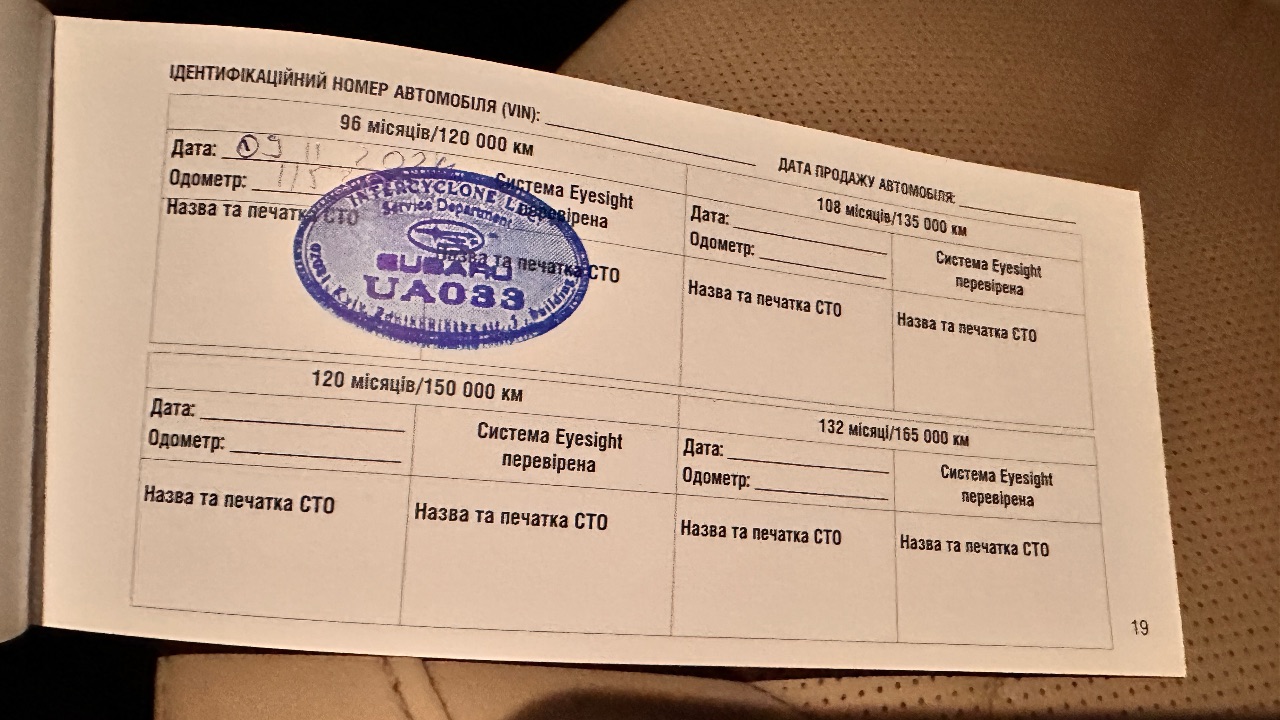 ІДЕНТИФІКАЦІЙНИЙ НОМЕР АВТОМОБІЛЯ (VIN):
ДАТА ПРОДАЖУ АВТОМОБІЛЯ:
96 місяців/120 000 км
Дата: 09 11
Одометр:
Система Eyesight
перевірена
Назва та печатка СТО
Назва та печатка СТО
INTERCYCLONE
Service Department
SUBARU
UA033
Kyiv
building
108 місяців/135 000 км
Дата:
Одометр:
Система Eyesight
перевірена
Назва та печатка СТО
Назва та печатка СТО
120 місяців/150 000 км
Дата:
Одометр:
Система Eyesight
перевірена
Назва та печатка СТО
Назва та печатка СТО
132 місяці/165 000 км
Дата:
Одометр:
Система Eyesight
перевірена
Назва та печатка СТО
Назва та печатка СТО
19